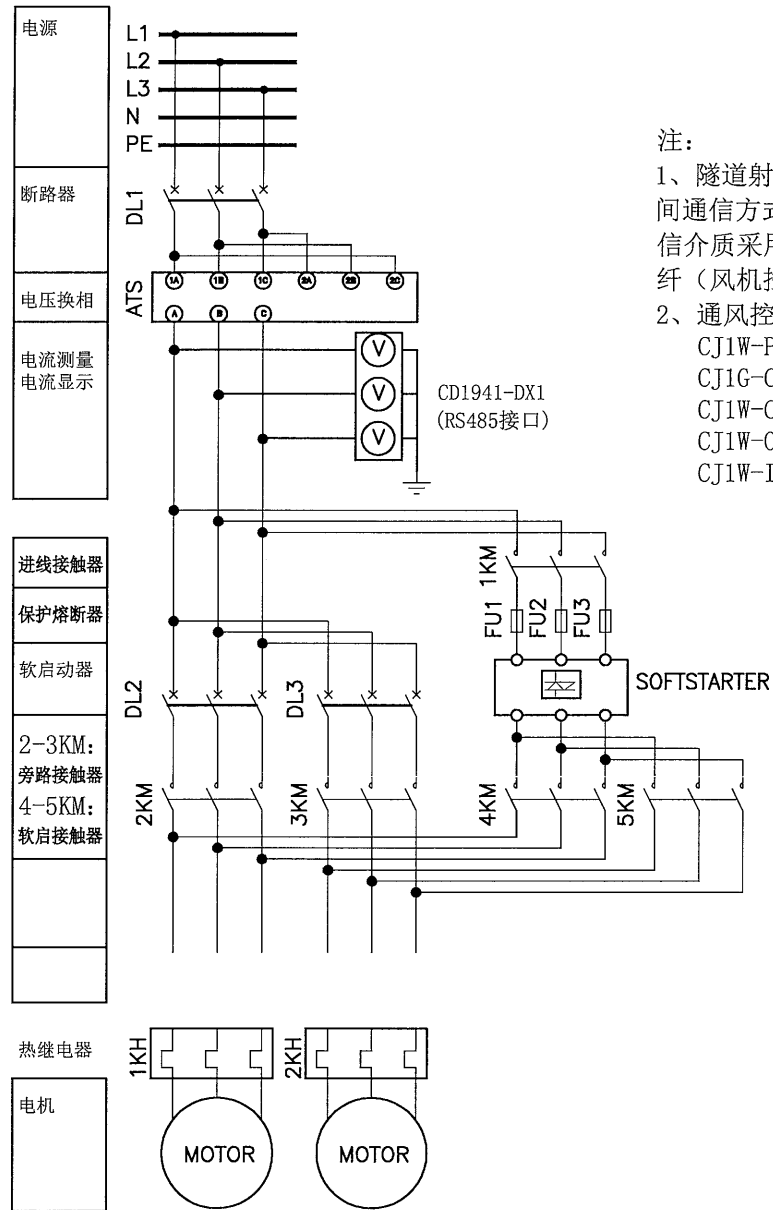 电源
L1
L2
L3
N
PE
断路器
DL1
电压换相
ATS
1A
1B
1C
2A
2B
2C
A
B
C
电流测量
电流显示
V
V
V
CD1941-DX1
(RS485接口)
注:
1、隧道射
间通信方式
信介质采用
纤（风机控
2、通风控
CJ1W-P
CJ1G-C
CJ1W-O
CJ1W-O
CJ1W-I
进线接触器
保护熔断器
软启动器
2-3KM:
旁路接触器
4-5KM:
软启接触器
1KM
FU1
FU2
FU3
SOFTSTARTER
DL2
DL3
2KM
3KM
4KM
5KM
热继电器
1KH
2KH
电机
MOTOR
MOTOR